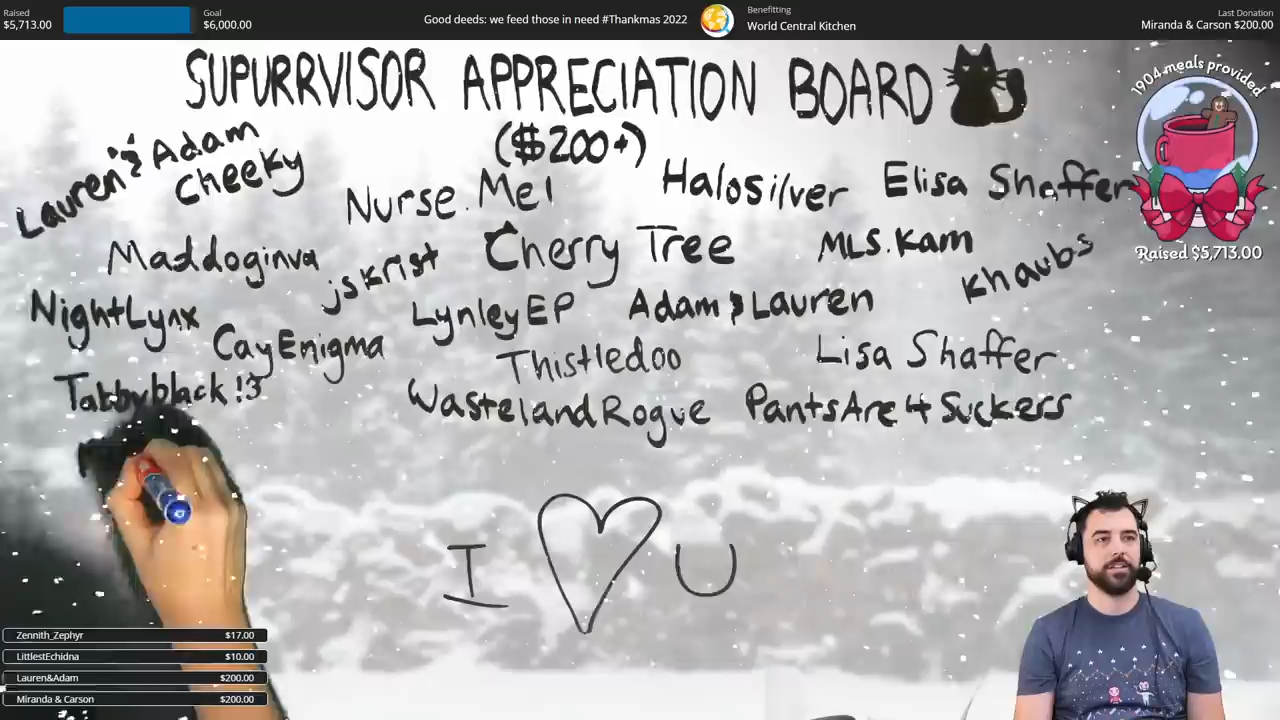 Raised
$5,713.00
Goal
$6,000.00
Good deeds: we feed those in need #Thankmas 2022
Benefitting
World Central Kitchen
Last Donation
Miranda & Carson $200.00
SUPURRVISOR APPRECIATION BOARD
($200+)
1904 meals provided
Raised $5,713.00
Lauren & Adam
Cheeky
Nurse.Mel
Halosilver
Elisa Shaffer
Maddoginva
jskrist
Cherry Tree
MLS.Kam
Khaubs
NightLynx
CayEnigma
LynleyEP
Adam & Lauren
Thistledoo
Lisa Shaffer
Tabbyblack13
WastelandRogue
PantsAre4Suckers
I U
Zennith_Zephyr $17.00
LittlestEchidna $10.00
Lauren&Adam $200.00
Miranda & Carson $200.00